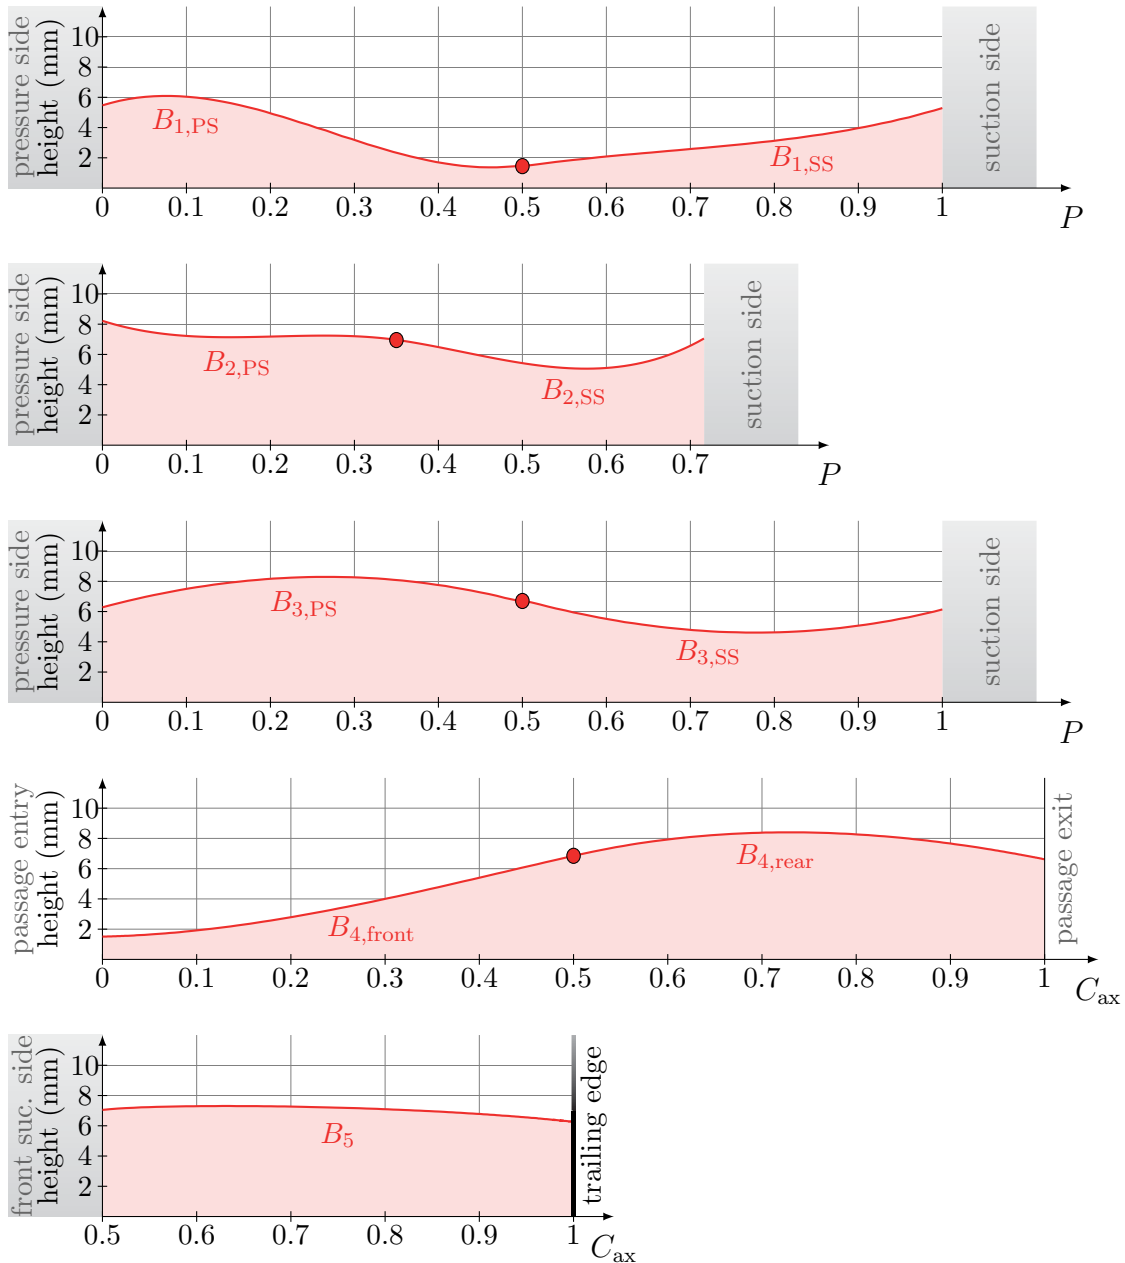 pressure side
height (mm)
10
8
6
4
2
B1,PS
B1,SS
suction side
0 0.1 0.2 0.3 0.4 0.5 0.6 0.7 0.8 0.9 1
P
pressure side
height (mm)
10
8
6
4
2
B2,PS
B2,SS
suction side
0 0.1 0.2 0.3 0.4 0.5 0.6 0.7
P
pressure side
height (mm)
10
8
6
4
2
B3,PS
B3,SS
suction side
0 0.1 0.2 0.3 0.4 0.5 0.6 0.7 0.8 0.9 1
P
passage entry
height (mm)
10
8
6
4
2
B4,front
B4,rear
passage exit
0 0.1 0.2 0.3 0.4 0.5 0.6 0.7 0.8 0.9 1
Cax
front suc. side
height (mm)
10
8
6
4
2
B5
trailing edge
0.5 0.6 0.7 0.8 0.9 1
Cax